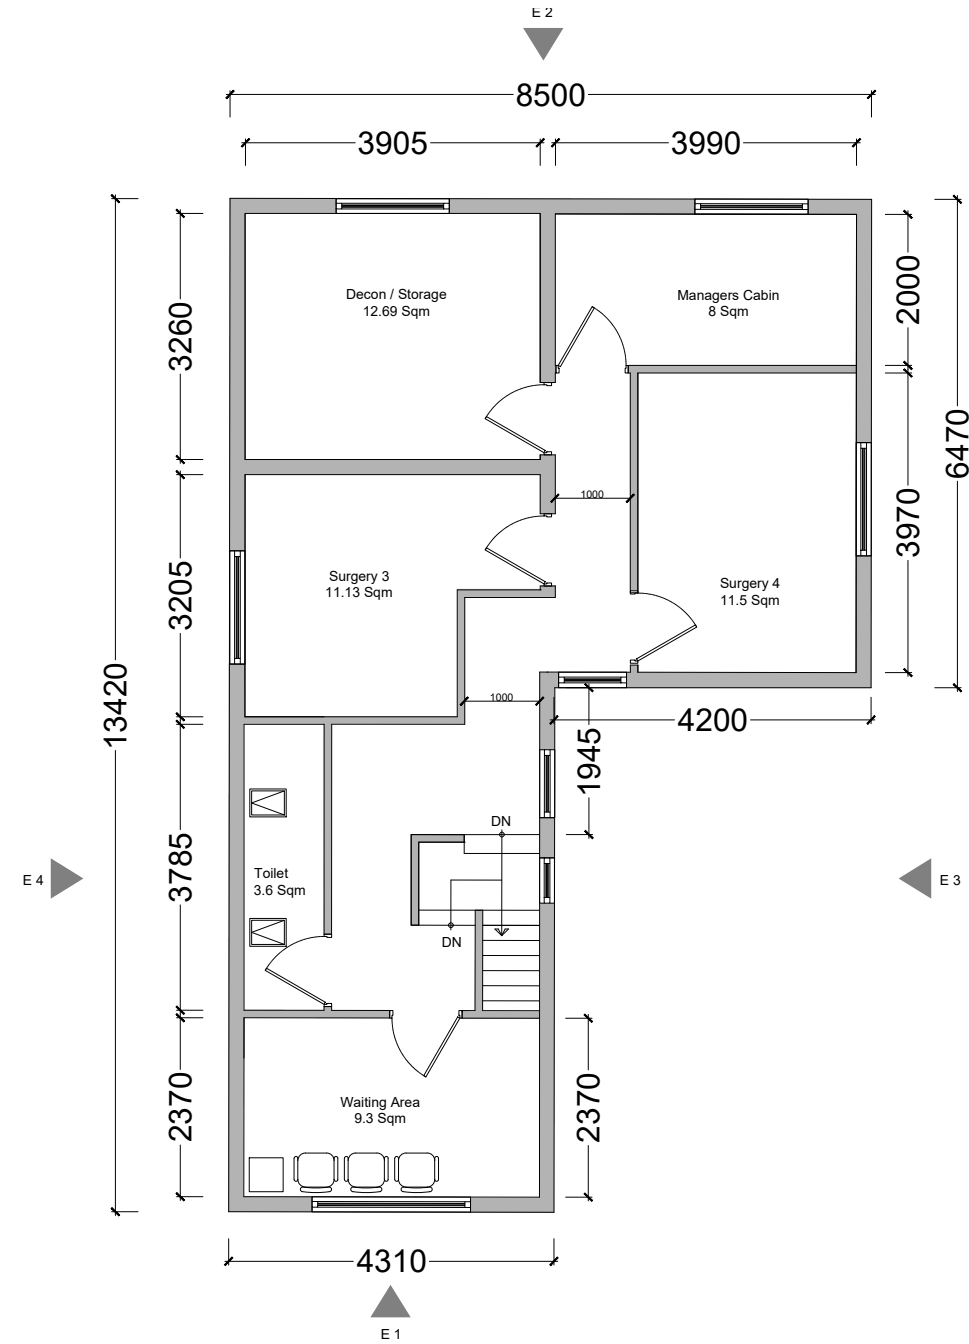 E 2
8500
3905
3990
Decon / Storage
12.69 Sqm
Managers Cabin
8 Sqm
2000
3260
6470
1000
3970
Surgery 3
11.13 Sqm
Surgery 4
11.5 Sqm
3205
1000
13420
4200
1945
DN
3785
Toilet
3.6 Sqm
E 4
E 3
DN
Waiting Area
9.3 Sqm
2370
2370
4310
E 1